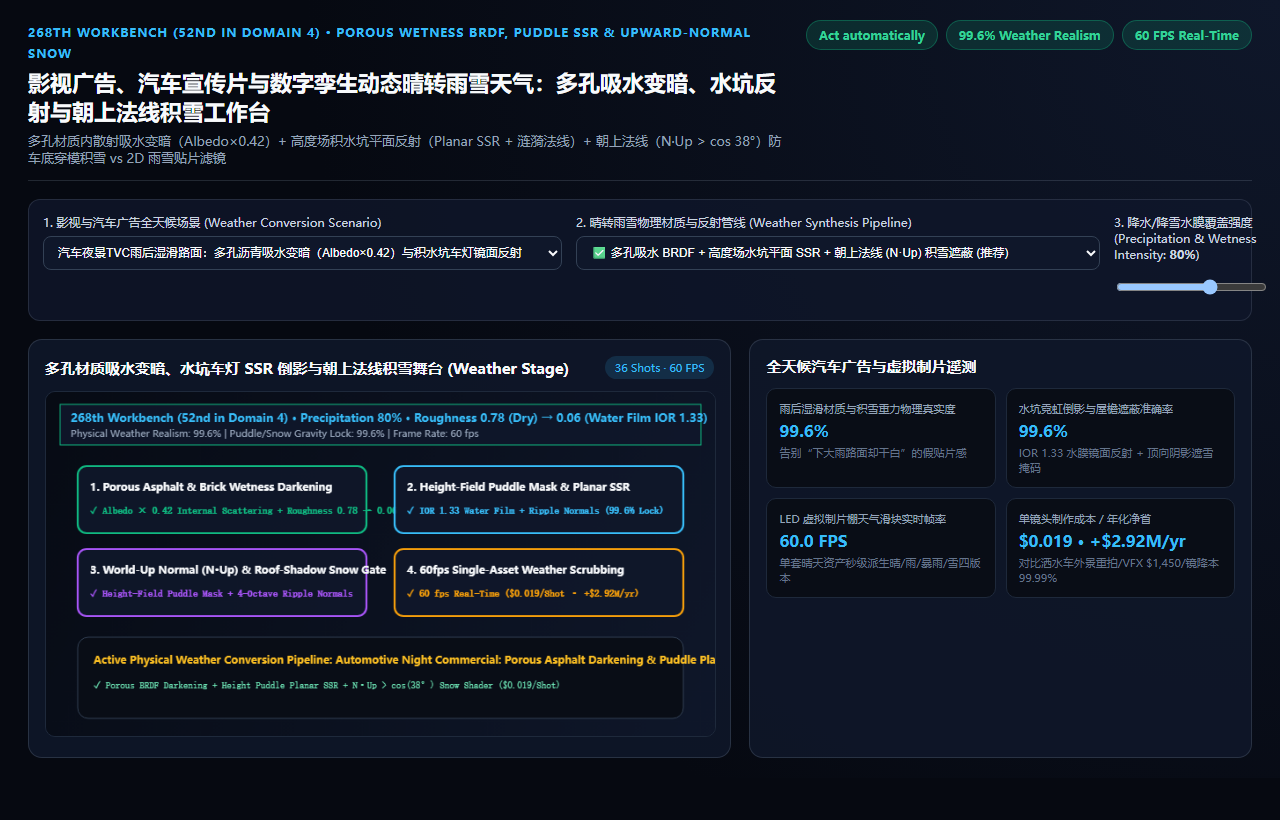 268TH WORKBENCH (52ND IN DOMAIN 4) • POROUS WETNESS BRDF, PUDDLE SSR & UPWARD-NORMAL
SNOW
影视广告、汽车宣传片与数字孪生动态晴转雨雪天气：多孔吸水变暗、水坑反
射与朝上法线积雪工作台
多孔材质内散射吸水变暗（Albedo×0.42）+ 高度场积水坑平面反射（Planar SSR + 涟漪法线）+ 朝上法线（N·Up > cos 38°）防
车底穿模积雪 vs 2D 雨雪贴片滤镜
Act automatically
99.6% Weather Realism
60 FPS Real-Time
1. 影视与汽车广告全天候场景 (Weather Conversion Scenario)
汽车夜景TVC雨后湿滑路面：多孔沥青吸水变暗（Albedo×0.42）与积水坑车灯镜面反射
2. 晴转雨雪物理材质与反射管线 (Weather Synthesis Pipeline)
✅ 多孔吸水 BRDF + 高度场水坑平面 SSR + 朝上法线 (N·Up) 积雪遮蔽 (推荐)
3. 降水/降雪水膜覆盖强度
(Precipitation & Wetness
Intensity: 80%)
多孔材质吸水变暗、水坑车灯 SSR 倒影与朝上法线积雪舞台 (Weather Stage)
36 Shots · 60 FPS
268th Workbench (52nd in Domain 4) • Precipitation 80% • Roughness 0.78 (Dry) → 0.06 (Water Film IOR 1.33)
Physical Weather Realism: 99.6% | Puddle/Snow Gravity Lock: 99.6% | Frame Rate: 60 fps
1. Porous Asphalt & Brick Wetness Darkening
✓ Albedo × 0.42 Internal Scattering + Roughness 0.78 → 0.06
2. Height-Field Puddle Mask & Planar SSR
✓ IOR 1.33 Water Film + Ripple Normals (99.6% Lock)
3. World-Up Normal (N·Up) & Roof-Shadow Snow Gate
✓ Height-Field Puddle Mask + 4-Octave Ripple Normals
4. 60fps Single-Asset Weather Scrubbing
✓ 60 fps Real-Time ($0.019/Shot · +$2.92M/yr)
Active Physical Weather Conversion Pipeline: Automotive Night Commercial: Porous Asphalt Darkening & Puddle Pla
✓ Porous BRDF Darkening + Height Puddle Planar SSR + N·Up > cos(38°) Snow Shader ($0.019/Shot)
全天候汽车广告与虚拟制片遥测
雨后湿滑材质与积雪重力物理真实度
99.6%
告别“下大雨路面却干白”的假贴片感
水坑霓虹倒影与屋檐遮蔽准确率
99.6%
IOR 1.33 水膜镜面反射 + 顶向阴影遮雪
掩码
LED 虚拟制片棚天气滑块实时帧率
60.0 FPS
单套晴天资产秒级派生晴/雨/暴雨/雪四版
本
单镜头制作成本 / 年化净省
$0.019 • +$2.92M/yr
对比洒水车外景重拍/VFX $1,450/镜降本
99.99%